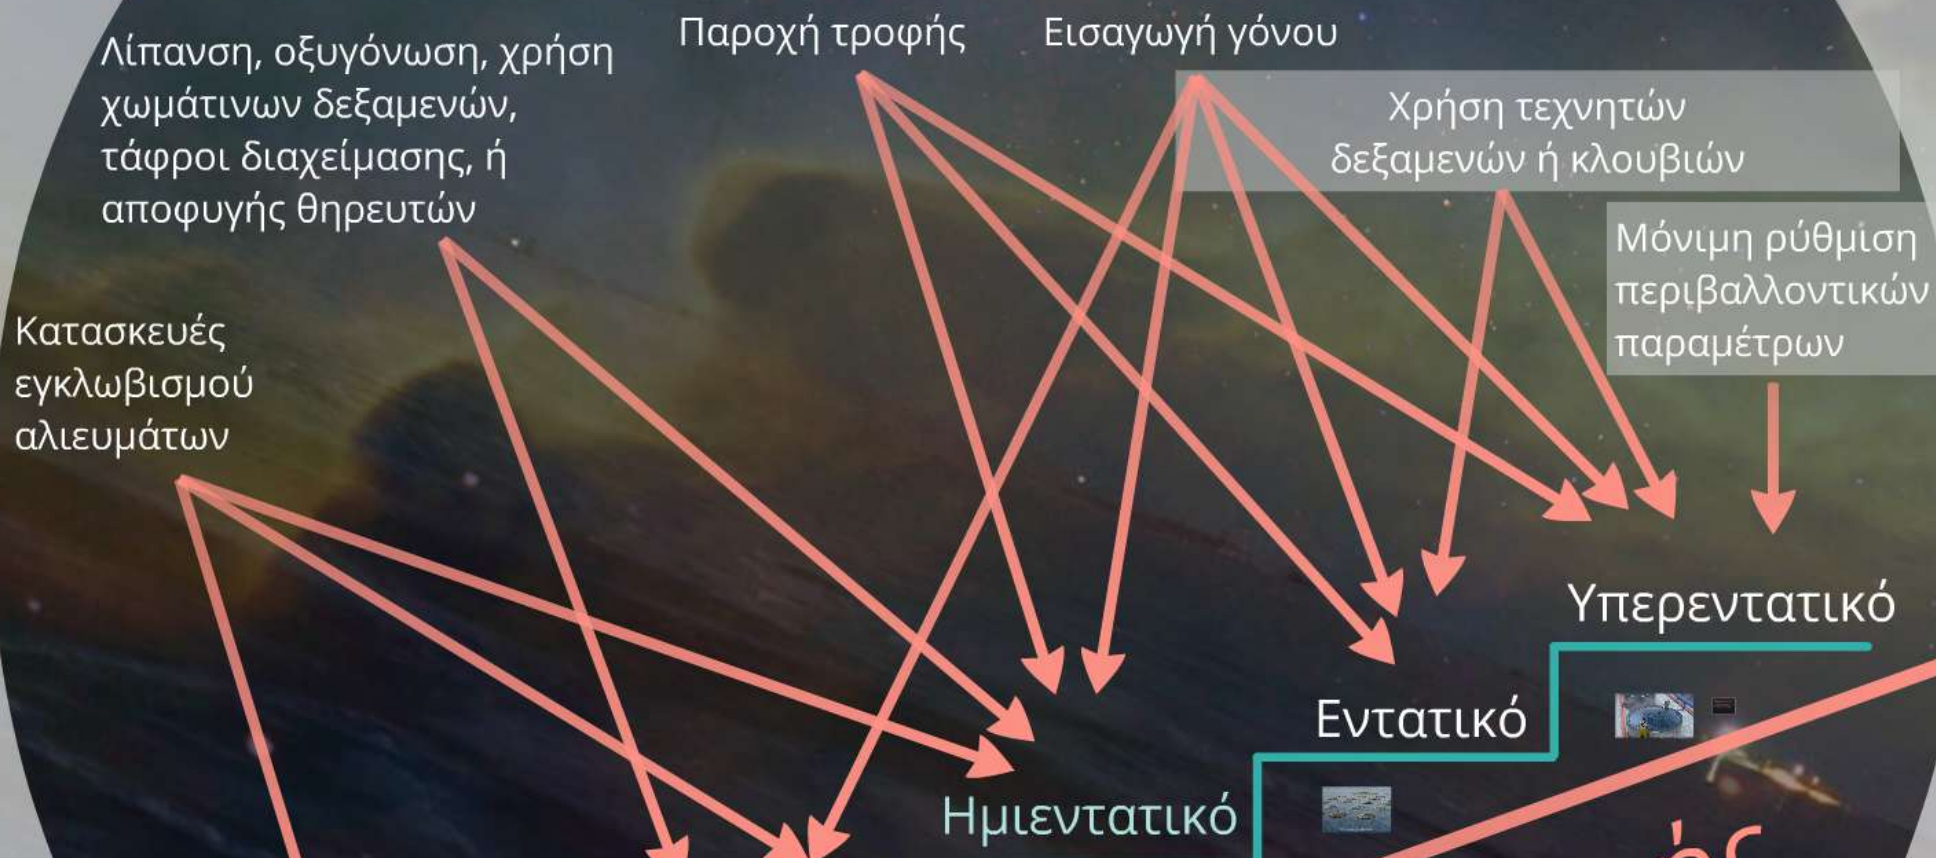 Λίπανση, οξυγόνωση, χρήση
χωμάτινων δεξαμενών,
τάφροι διαχείμασης, ή
αποφυγής θηρευτών
Παροχή τροφής
Εισαγωγή γόνου
Χρήση τεχνητών
δεξαμενών ή κλουβιών
Μόνιμη ρύθμιση
περιβαλλοντικών
παραμέτρων
Κατασκευές
εγκλωβισμού
αλιευμάτων
Υπερεντατικό
Εντατικό
Ημιεντατικό